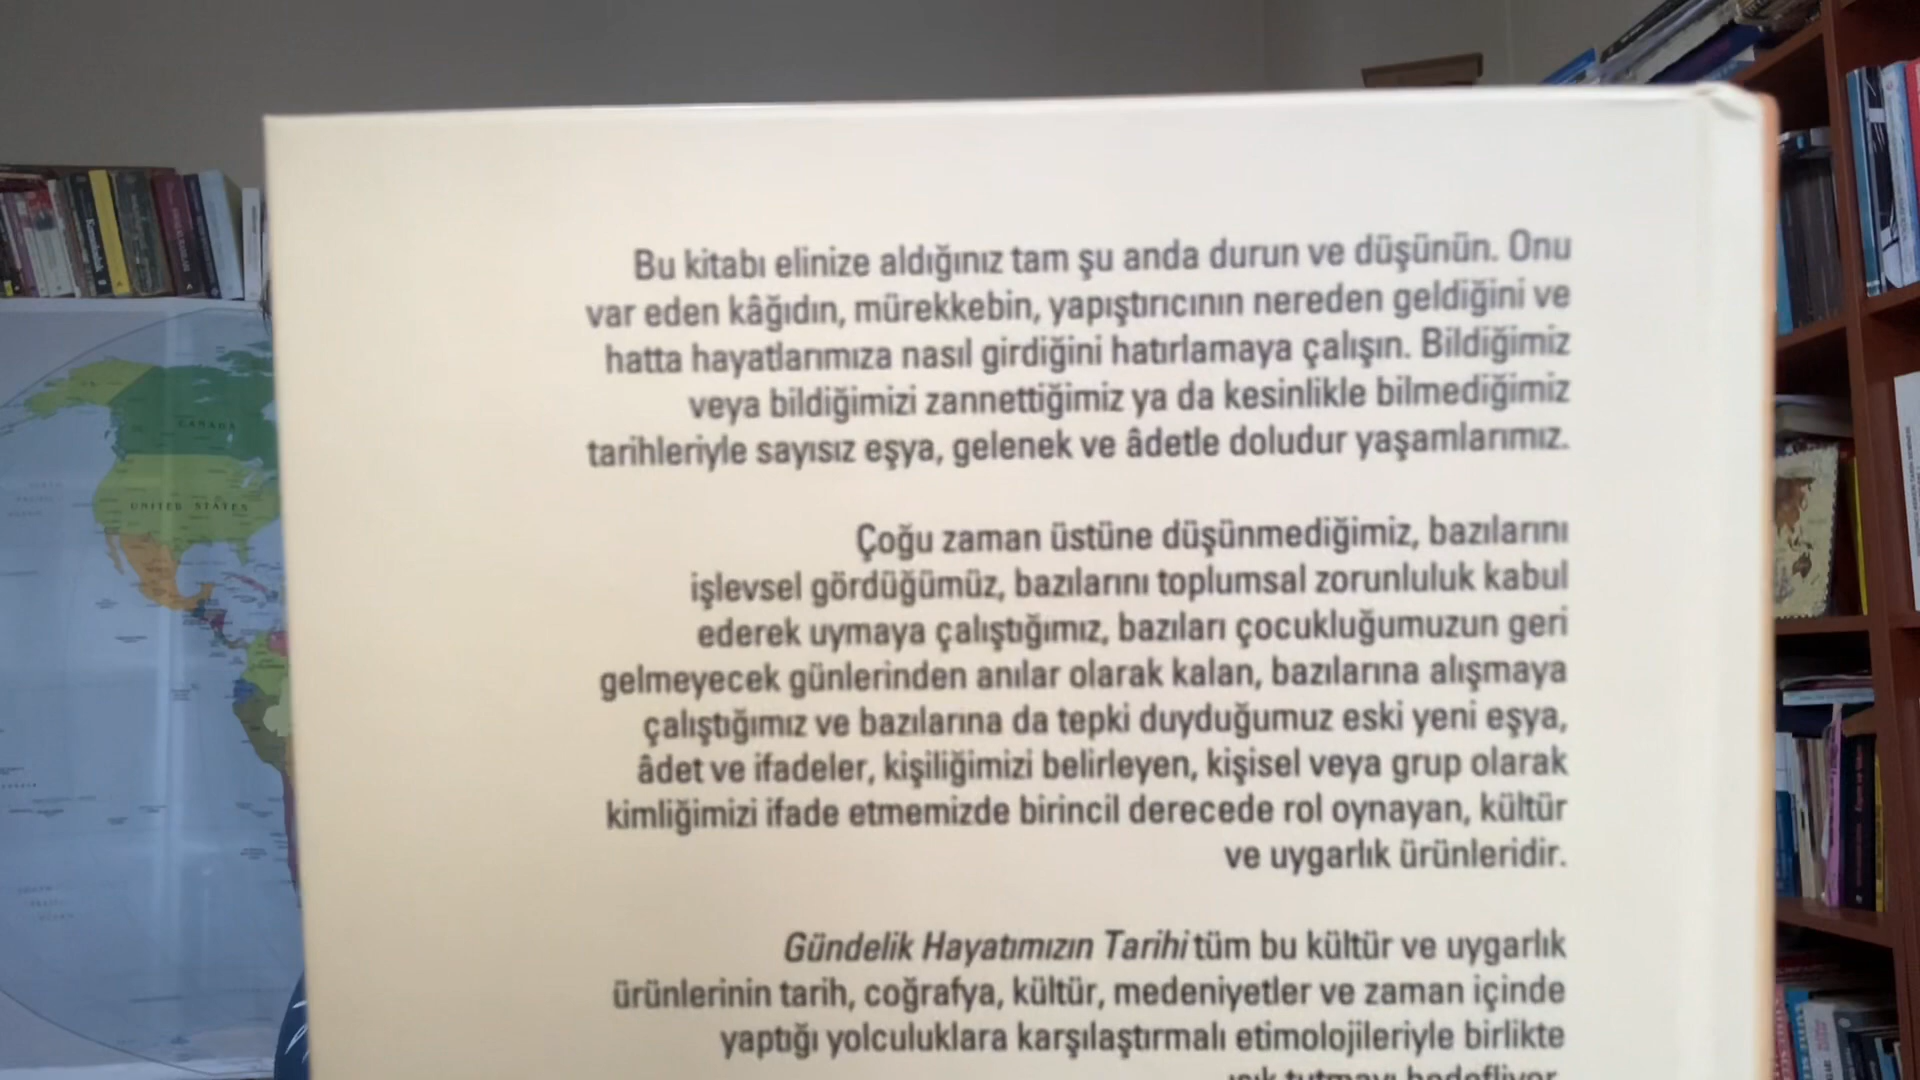 Bu kitabı elinize aldığınız tam şu anda durun ve düşünün. Onu
var eden kâğıdın, mürekkebin, yapıştırıcının nereden geldiğini ve
hatta hayatlarımıza nasıl girdiğini hatırlamaya çalışın. Bildiğimiz
veya bildiğimizi zannettiğimiz ya da kesinlikle bilmediğimiz
tarihleriyle sayısız eşya, gelenek ve âdetle doludur yaşamlarımız.
Çoğu zaman üstüne düşünmediğimiz, bazılarını
işlevsel gördüğümüz, bazılarını toplumsal zorunluluk kabul
ederek uymaya çalıştığımız, bazıları çocukluğumuzun geri
gelmeyecek günlerinden anılar olarak kalan, bazılarına alışmaya
çalıştığımız ve bazılarına da tepki duyduğumuz eski yeni eşya,
âdet ve ifadeler, kişiliğimizi belirleyen, kişisel veya grup olarak
kimliğimizi ifade etmemizde birincil derecede rol oynayan, kültür
ve uygarlık ürünleridir.
Gündelik Hayatımızın Tarihi tüm bu kültür ve uygarlık
ürünlerinin tarih, coğrafya, kültür, medeniyetler ve zaman içinde
yaptığı yolculuklara karşılaştırmalı etimolojileriyle birlikte
ışık tutmayı hedefliyor.
CANADA
UNITED STATES